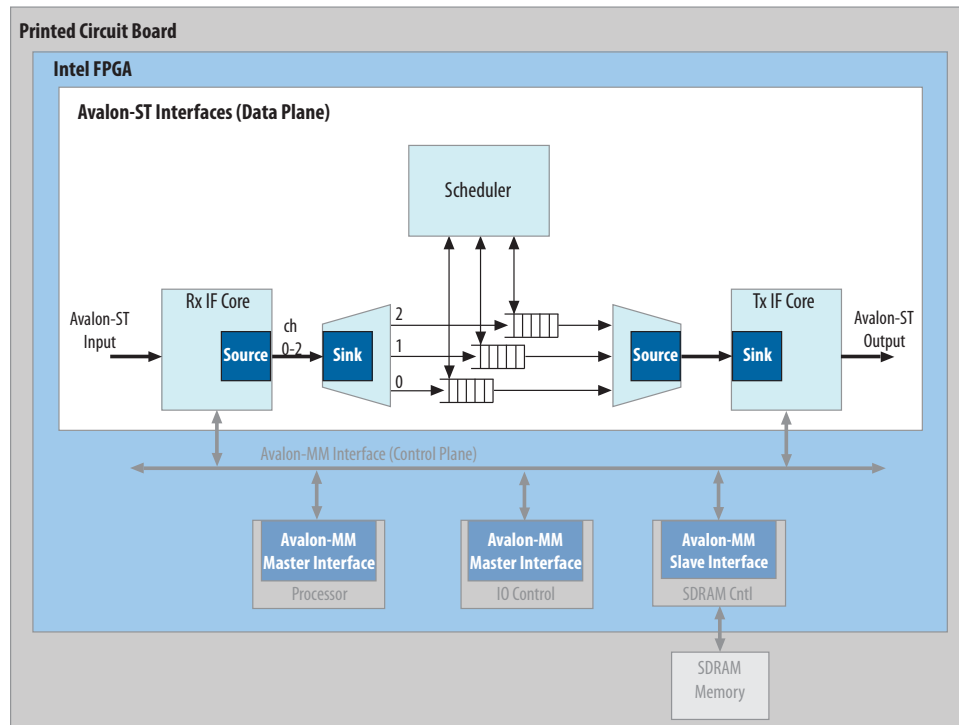 Printed Circuit Board
Intel FPGA
Avalon-ST Interfaces (Data Plane)
Scheduler
Rx IF Core
Tx IF Core
Avalon-ST
Input
ch
0-2
2
1
0
Source
Sink
Source
Sink
Avalon-ST
Output
Avalon-MM Interface (Control Plane)
Avalon-MM
Master Interface
Processor
Avalon-MM
Master Interface
IO Control
Avalon-MM
Slave Interface
SDRAM Cntl
SDRAM
Memory